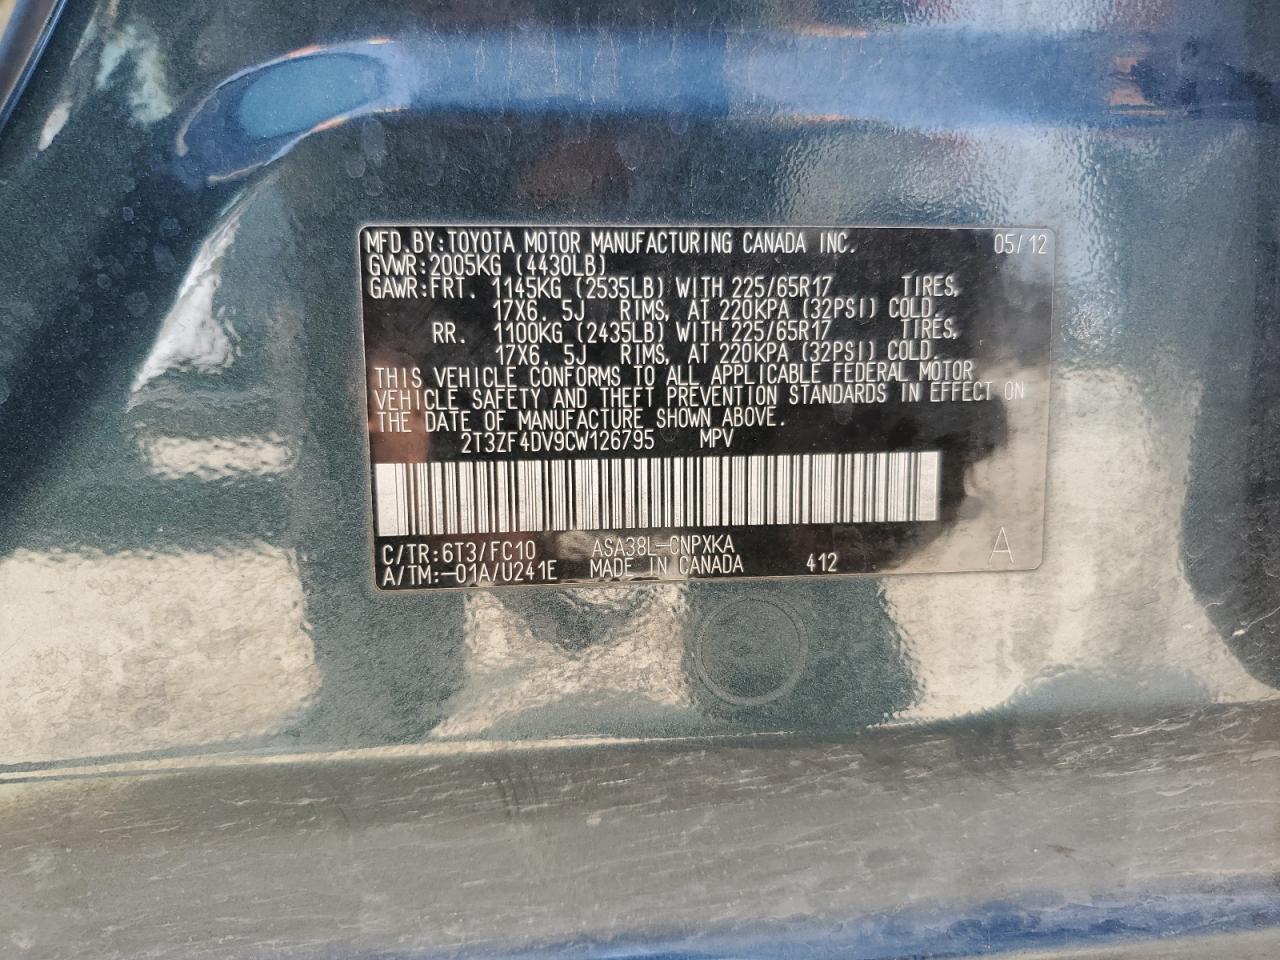 MFD.BY:TOYOTA MOTOR MANUFACTURING CANADA INC. 05/12
GVWR:2005KG (4430LB)
GAWR:FRT. 1145KG (2535LB) WITH 225/65R17 TIRES,
17X6.5J RIMS, AT 220KPA (32PSI) COLD.
RR. 1100KG (2435LB) WITH 225/65R17 TIRES,
17X6.5J RIMS, AT 220KPA (32PSI) COLD.
THIS VEHICLE CONFORMS TO ALL APPLICABLE FEDERAL MOTOR
VEHICLE SAFETY AND THEFT PREVENTION STANDARDS IN EFFECT ON
THE DATE OF MANUFACTURE SHOWN ABOVE.
2T3ZF4DV9CW126795 MPV
C/TR:6T3/FC10 ASA38L-CNPXKA
A/TM:-01A/U241E MADE IN CANADA 412 A